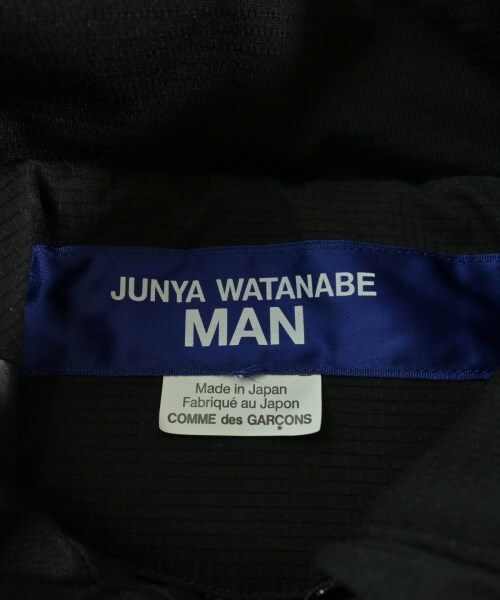 JUNYA WATANABE
MAN
Made in Japan
Fabriqué au Japon
COMME des GARÇONS